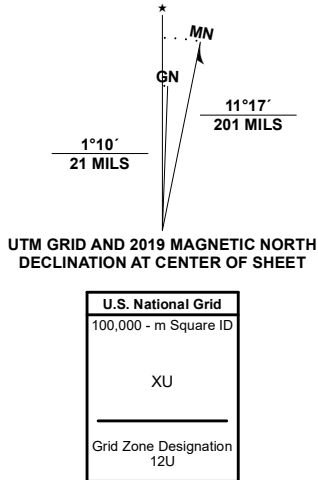 MN
GN
11°17´
201 MILS
1°10´
21 MILS
UTM GRID AND 2019 MAGNETIC NORTH
DECLINATION AT CENTER OF SHEET
U.S. National Grid
100,000 - m Square ID
XU
Grid Zone Designation
12U